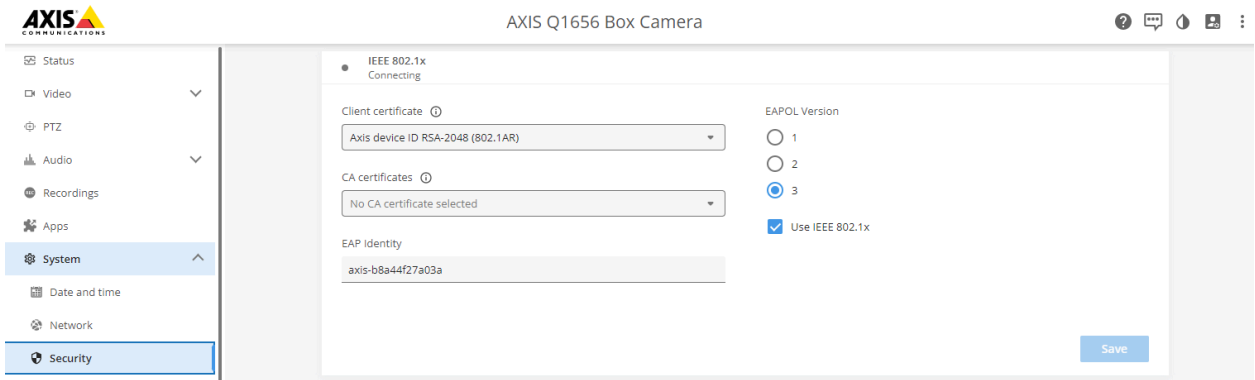 AXIS
COMMUNICATIONS
AXIS Q1656 Box Camera
Status
Video
PTZ
Audio
REC
Recordings
Apps
System
Date and time
Network
Security
IEEE 802.1x
Connecting
Client certificate
Axis device ID RSA-2048 (802.1AR)
CA certificates
No CA certificate selected
EAP Identity
axis-b8a44f27a03a
EAPOL Version
1
2
3
Use IEEE 802.1x
Save